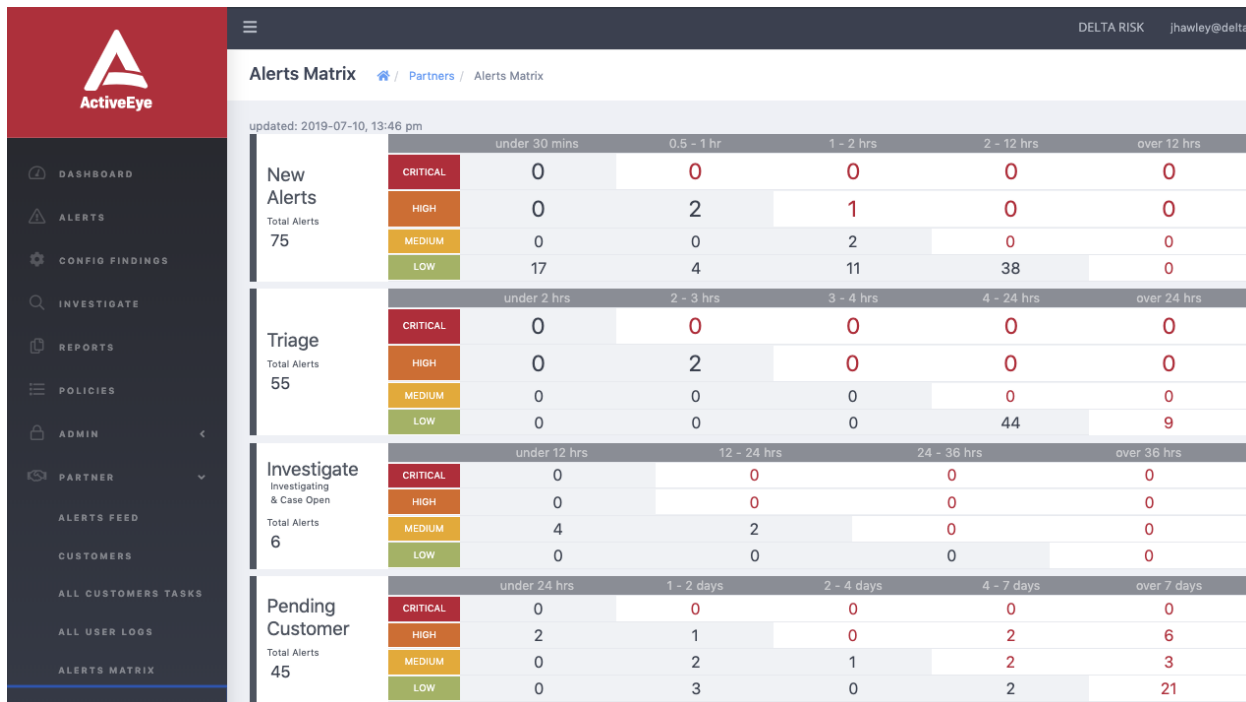 ActiveEye
DASHBOARD
ALERTS
CONFIG FINDINGS
INVESTIGATE
REPORTS
POLICIES
ADMIN
PARTNER
ALERTS FEED
CUSTOMERS
ALL CUSTOMERS TASKS
ALL USER LOGS
ALERTS MATRIX
DELTA RISK jhawley@delta
Alerts Matrix / Partners / Alerts Matrix
updated: 2019-07-10, 13:46 pm
New
Alerts
Total Alerts
75
under 30 mins 0.5 - 1 hr 1 - 2 hrs 2 - 12 hrs over 12 hrs
CRITICAL 0 0 0 0 0
HIGH 0 2 1 0 0
MEDIUM 0 0 2 0 0
LOW 17 4 11 38 0
Triage
Total Alerts
55
under 2 hrs 2 - 3 hrs 3 - 4 hrs 4 - 24 hrs over 24 hrs
CRITICAL 0 0 0 0 0
HIGH 0 2 0 0 0
MEDIUM 0 0 0 0 0
LOW 0 0 0 44 9
Investigate
Investigating
& Case Open
Total Alerts
6
under 12 hrs 12 - 24 hrs 24 - 36 hrs over 36 hrs
CRITICAL 0 0 0 0
HIGH 0 0 0 0
MEDIUM 4 2 0 0
LOW 0 0 0 0
Pending
Customer
Total Alerts
45
under 24 hrs 1 - 2 days 2 - 4 days 4 - 7 days over 7 days
CRITICAL 0 0 0 0 0
HIGH 2 1 0 2 6
MEDIUM 0 2 1 2 3
LOW 0 3 0 2 21